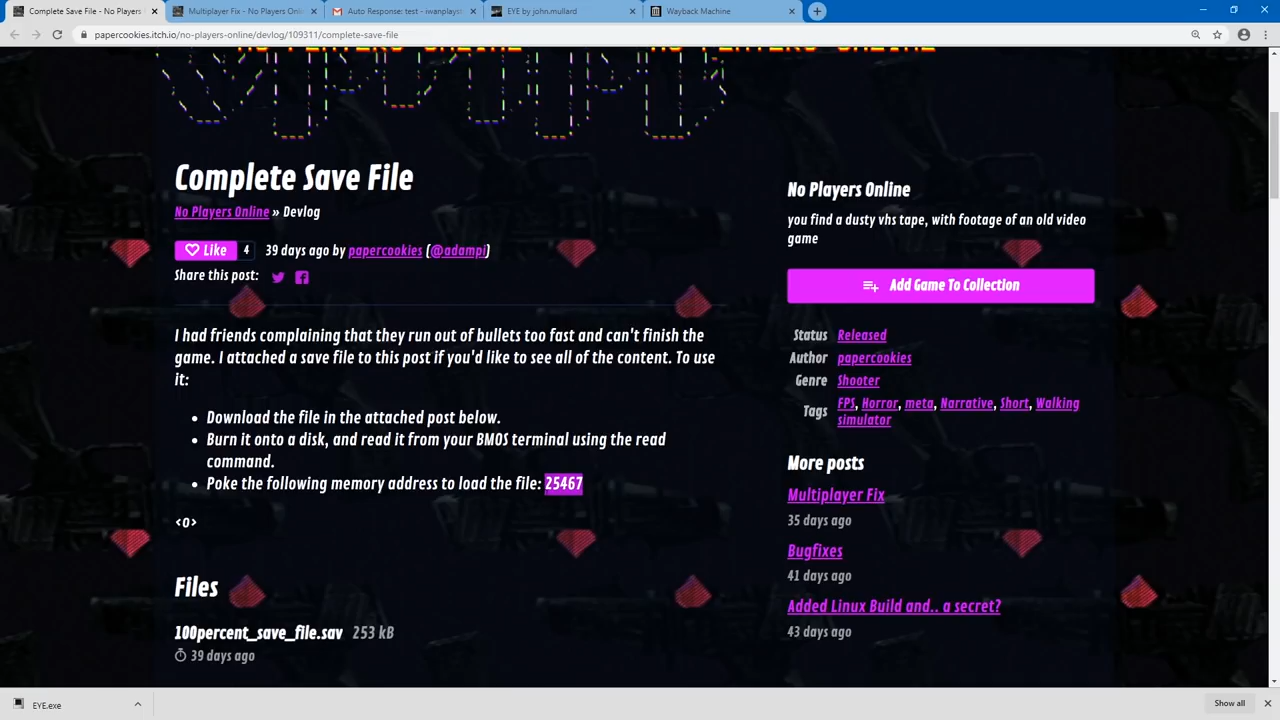 Complete Save File - No Players
Multiplayer Fix - No Players Onlin
Auto Response: test - iwanplays
EYE by john.mullard
Wayback Machine
papercookies.itch.io/no-players-online/devlog/109311/complete-save-file
Complete Save File
No Players Online » Devlog
Like 4 39 days ago by papercookies (@adampi)
Share this post:
I had friends complaining that they run out of bullets too fast and can't finish the
game. I attached a save file to this post if you'd like to see all of the content. To use
it:
• Download the file in the attached post below.
• Burn it onto a disk, and read it from your BMOS terminal using the read
command.
• Poke the following memory address to load the file: 25467
<0>
Files
100percent_save_file.sav 253 kB
39 days ago
No Players Online
you find a dusty vhs tape, with footage of an old video
game
Add Game To Collection
Status Released
Author papercookies
Genre Shooter
Tags FPS, Horror, meta, Narrative, Short, Walking
simulator
More posts
Multiplayer Fix
35 days ago
Bugfixes
41 days ago
Added Linux Build and.. a secret?
43 days ago
EYE.exe
Show all